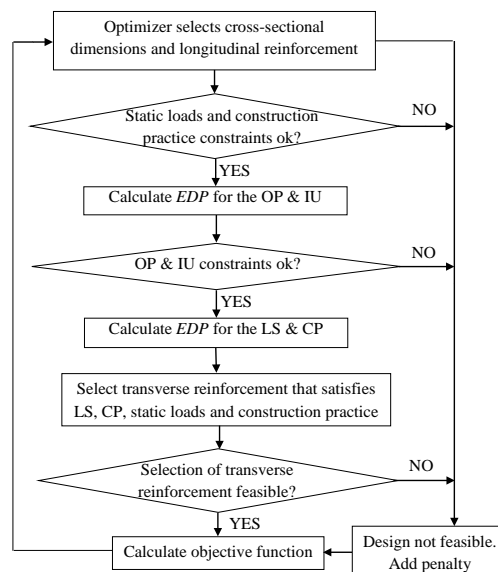 Optimizer selects cross-sectional
dimensions and longitudinal reinforcement
Static loads and construction
practice constraints ok?
NO
YES
Calculate EDP for the OP & IU
OP & IU constraints ok?
NO
YES
Calculate EDP for the LS & CP
Select transverse reinforcement that satisfies
LS, CP, static loads and construction practice
Selection of transverse
reinforcement feasible?
NO
YES
Calculate objective function
Design not feasible.
Add penalty